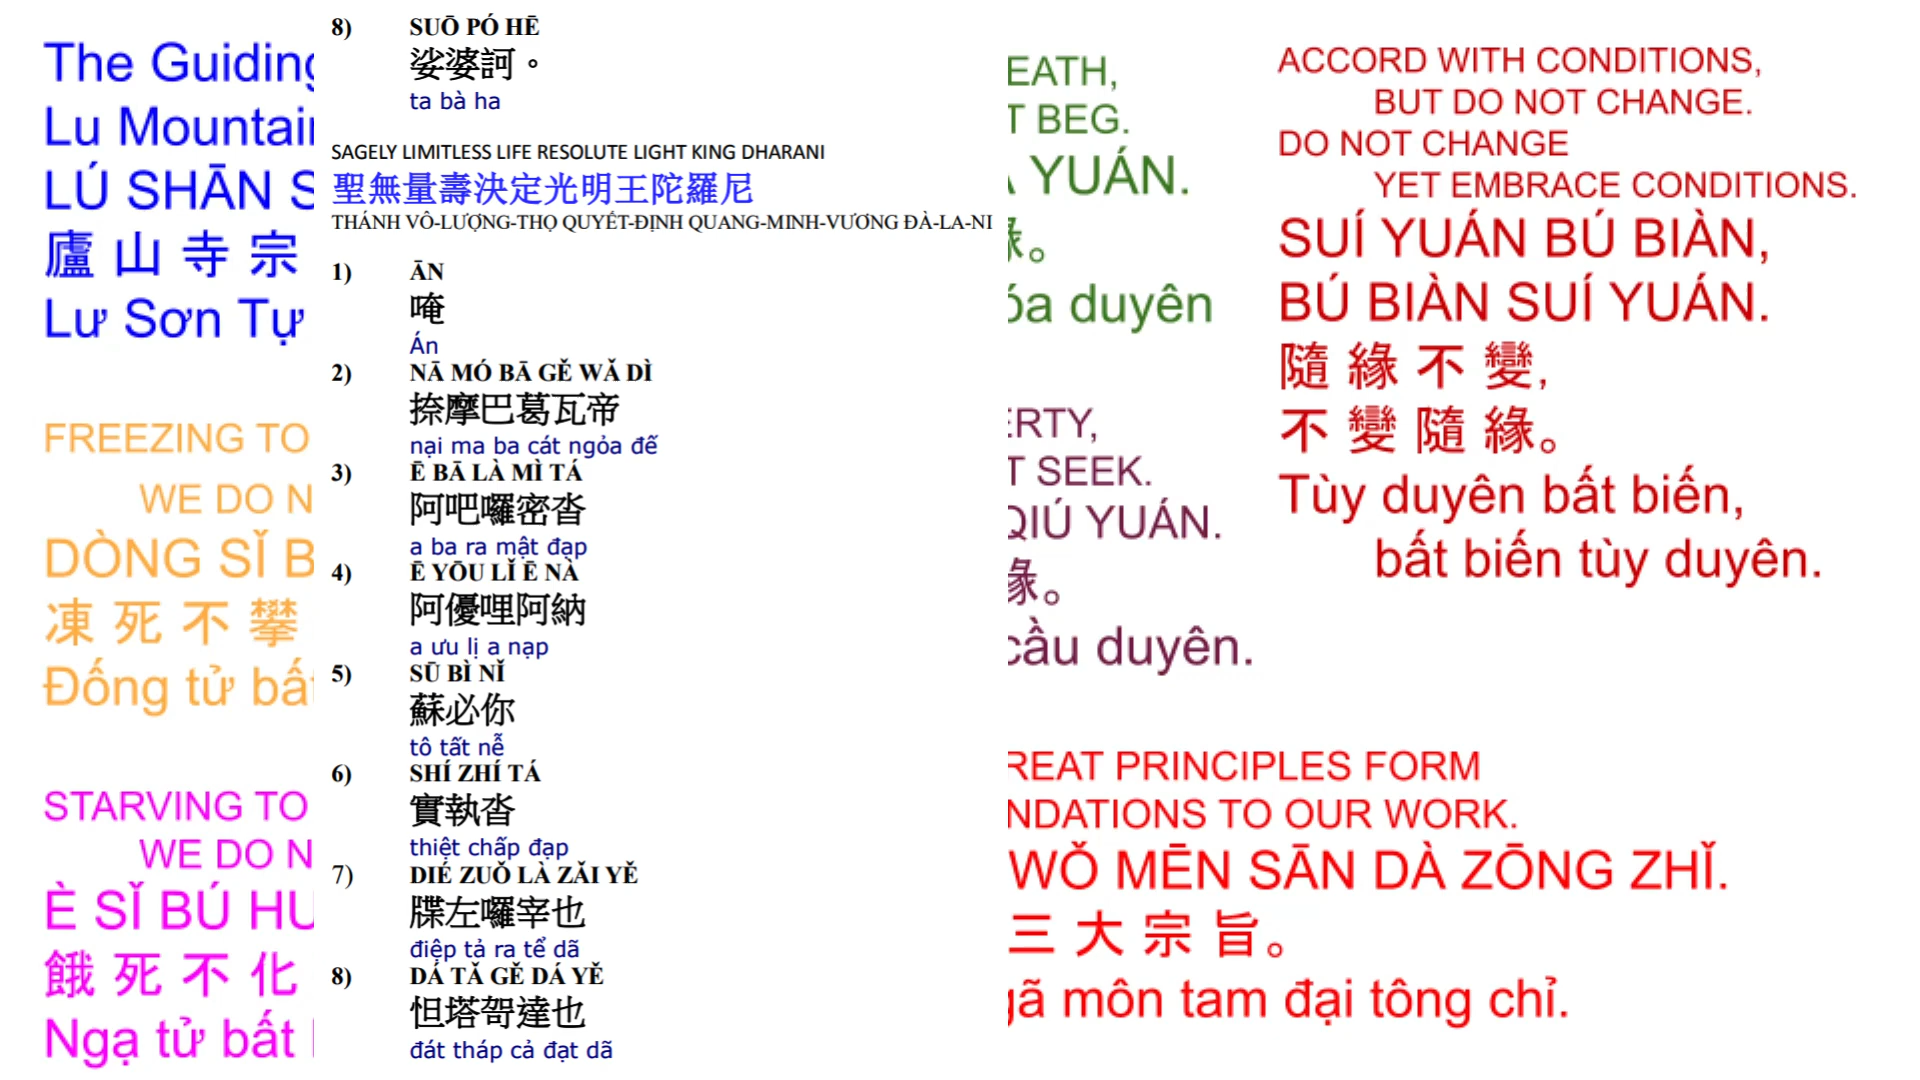 The Guiding
Lu Mountain
LÚ SHĀN S
廬 山 寺 宗
Lư Sơn Tự
FREEZING TO
WE DO N
DÒNG SǏ B
凍 死 不 攀
Đống tử bất
STARVING TO
WE DO N
È SǏ BÚ HU
餓 死 不 化
Ngạ tử bất
8) SUŌ PÓ HĒ
娑婆訶。
ta bà ha
SAGELY LIMITLESS LIFE RESOLUTE LIGHT KING DHARANI
聖無量壽決定光明王陀羅尼
THÁNH VÔ-LƯỢNG-THỌ QUYẾT-ĐỊNH QUANG-MINH-VƯƠNG ĐÀ-LA-NI
1) ĀN
唵
Án
2) NĀ MÓ BĀ GĚ WǍ DÌ
捺摩巴葛瓦帝
nại ma ba cát ngỏa đế
3) Ē BĀ LÀ MÌ TÁ
阿吧囉密沓
a ba ra mật đạp
4) Ē YŌU LǏ Ē NÀ
阿優哩阿納
a ưu lị a nạp
5) SŪ BÌ NǏ
蘇必你
tô tất nễ
6) SHÍ ZHÍ TÁ
實執沓
thiệt chấp đạp
7) DIÉ ZUǑ LÀ ZǍI YĚ
牒左囉宰也
điệp tả ra tể dã
8) DÁ TǍ GĚ DÁ YĚ
怛塔哿達也
đát tháp cả đạt dã
EATH,
T BEG.
YUÁN.
緣。
óa duyên
ERTY,
T SEEK.
QIÚ YUÁN.
緣。
cầu duyên.
ACCORD WITH CONDITIONS,
BUT DO NOT CHANGE.
DO NOT CHANGE
YET EMBRACE CONDITIONS.
SUÍ YUÁN BÚ BIÀN,
BÚ BIÀN SUÍ YUÁN.
隨 緣 不 變,
不 變 隨 緣。
Tùy duyên bất biến,
bất biến tùy duyên.
REAT PRINCIPLES FORM
NDATIONS TO OUR WORK.
WǑ MĒN SĀN DÀ ZŌNG ZHǏ.
三 大 宗 旨。
gã môn tam đại tông chỉ.